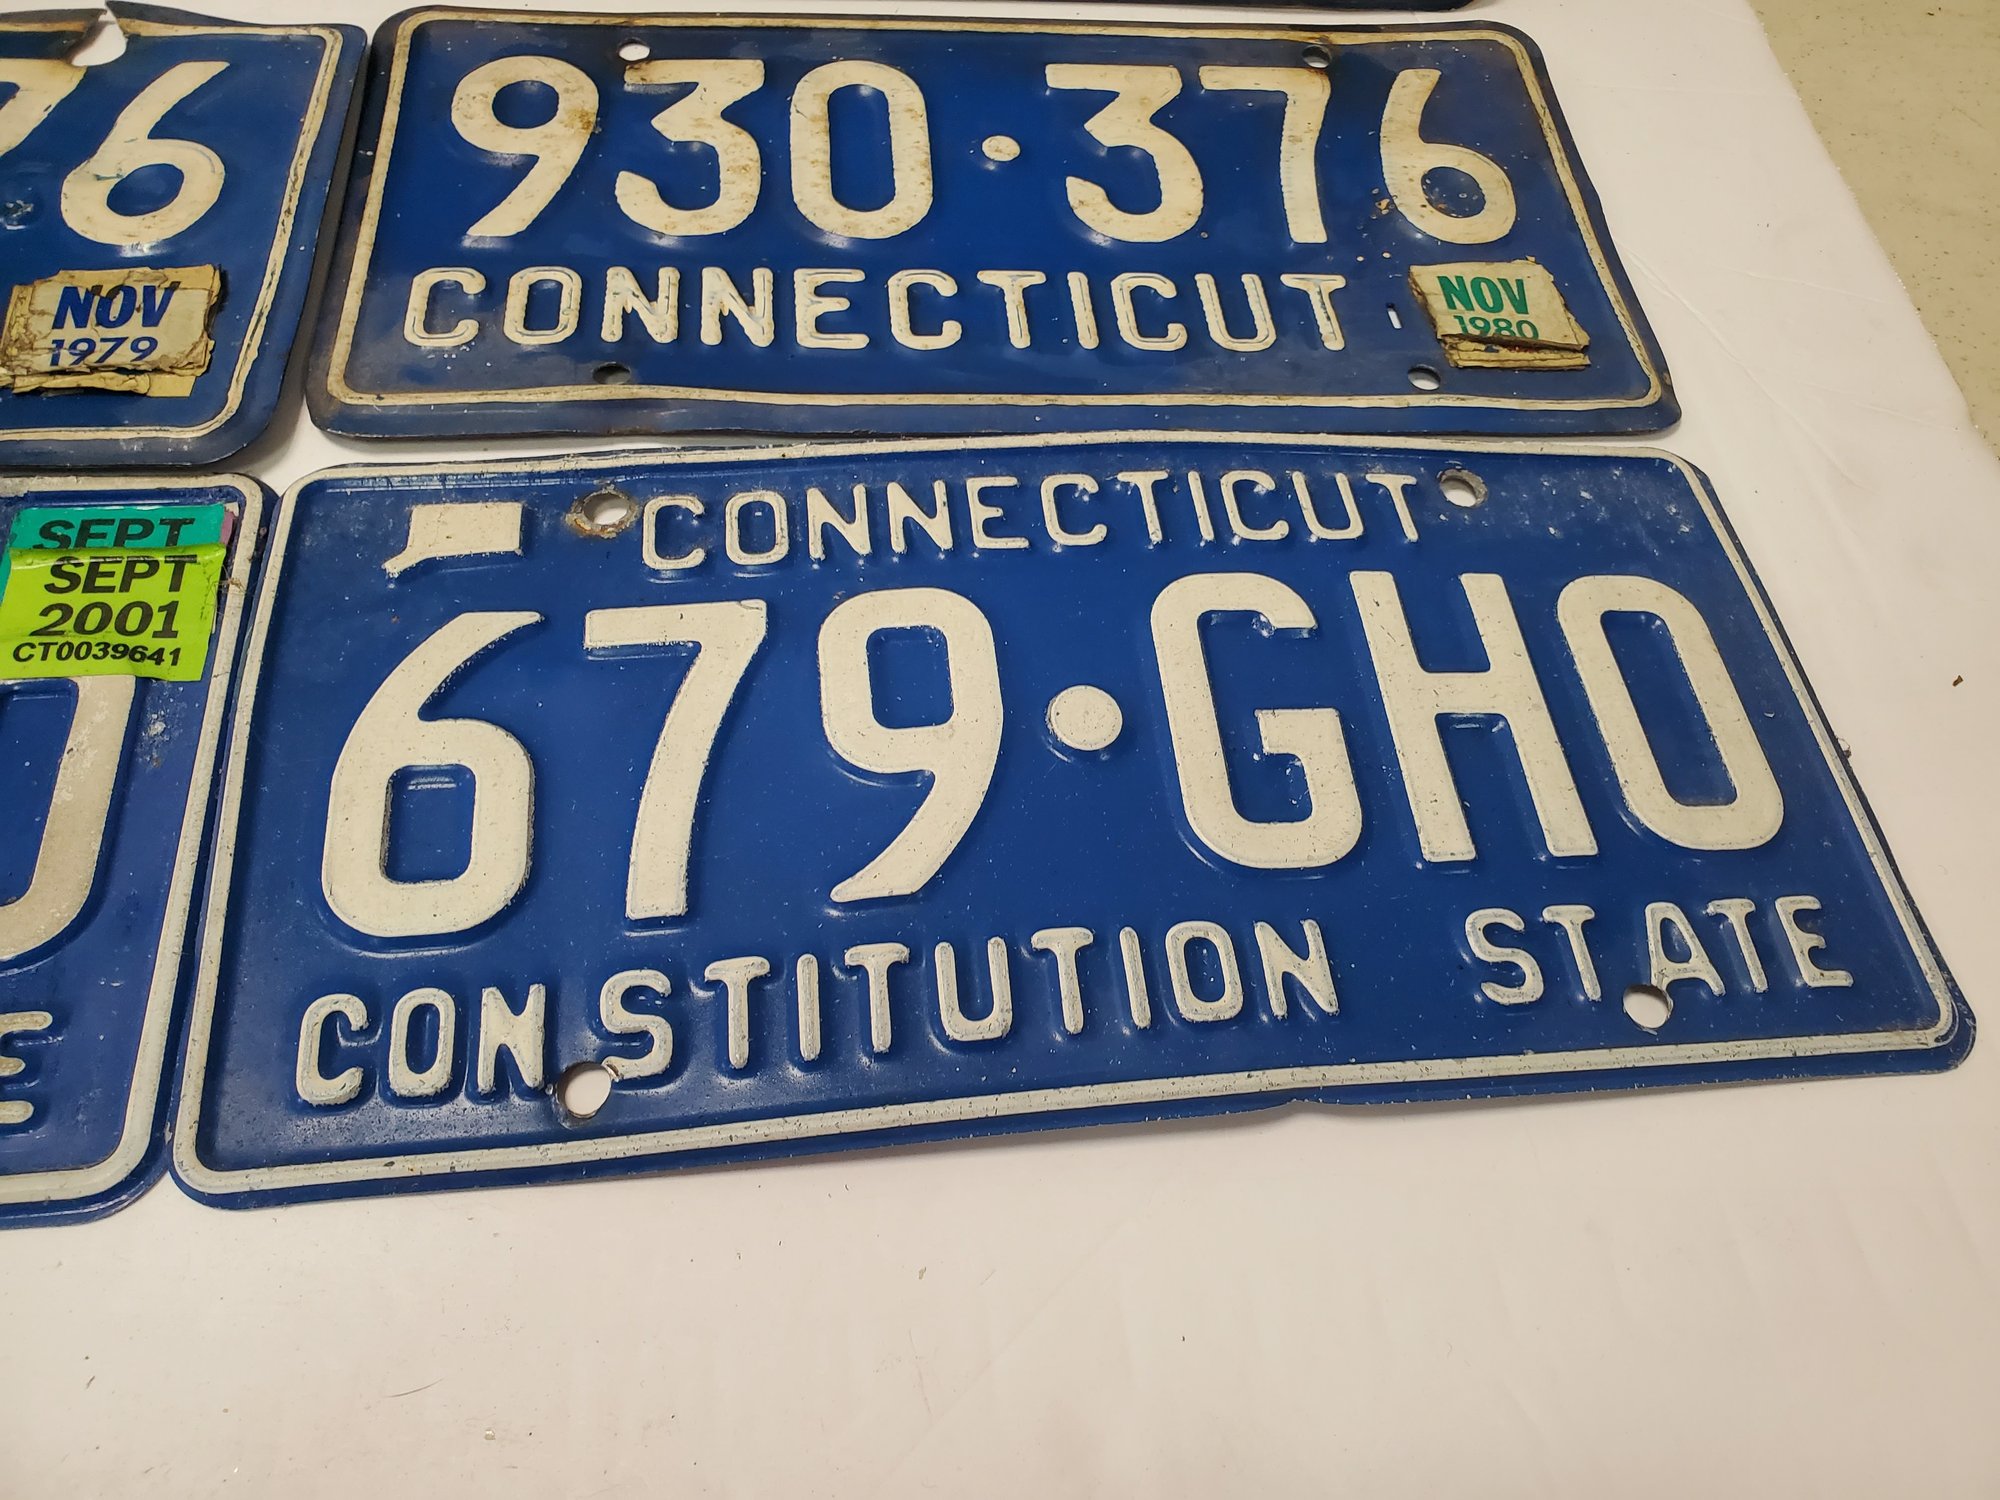 76
NOV
1979
930·376
CONNECTICUT
NOV
1980
SEPT
SEPT
2001
CT0039641
CONNECTICUT
679·GHO
CONSTITUTION STATE
E